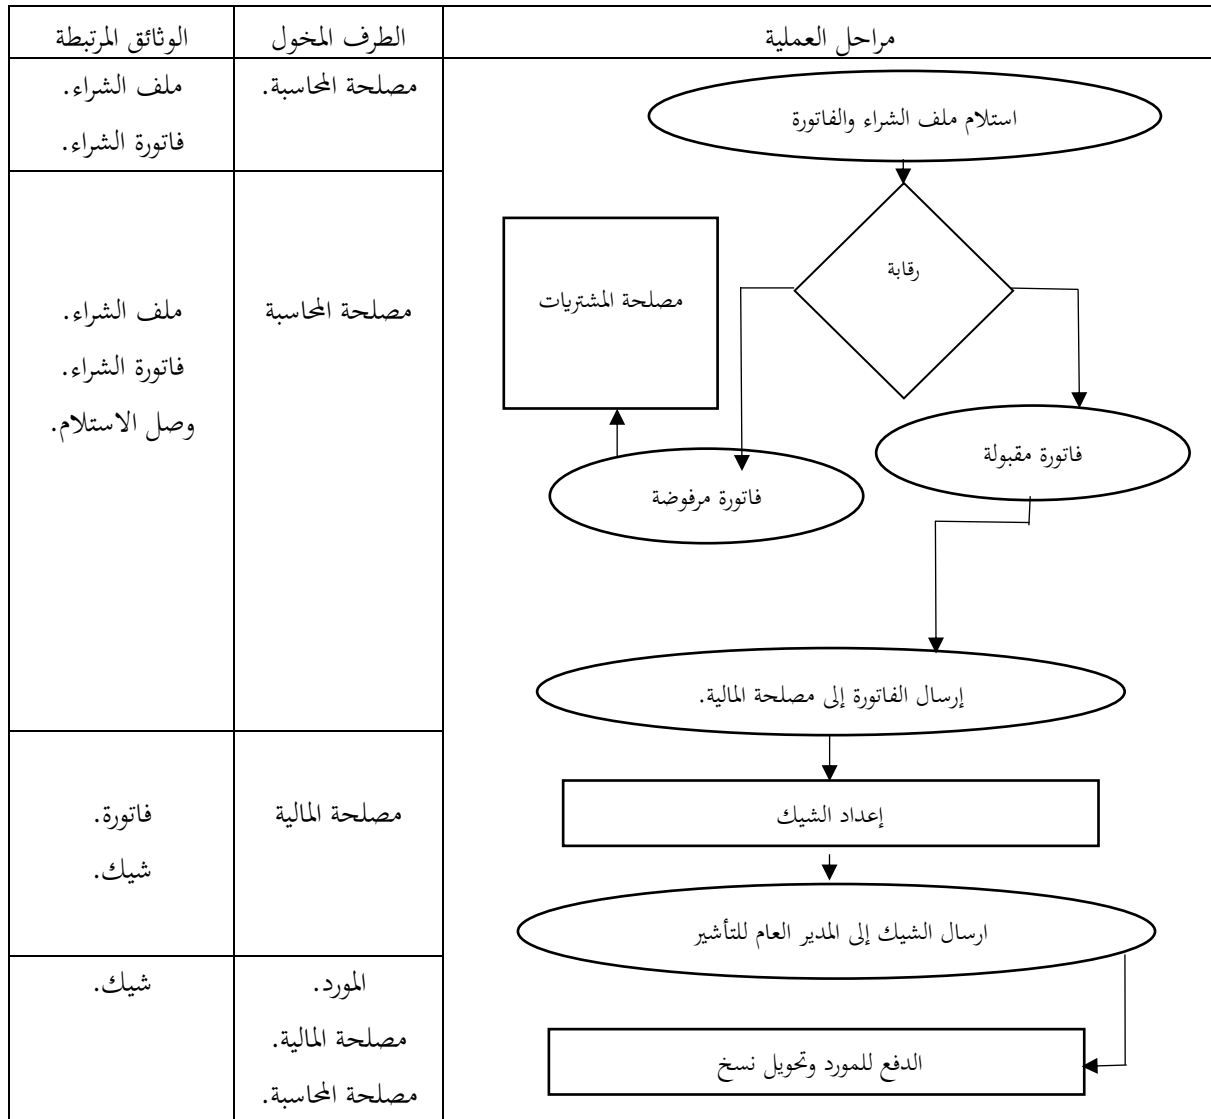 مراحل العملية
الطرف المخول
الوثائق المرتبطة
استلام ملف الشراء والفاتورة
مصلحة المحاسبة.
ملف الشراء.
فاتورة الشراء.
رقابة
مصلحة المشتريات
فاتورة مقبولة
فاتورة مرفوضة
إرسال الفاتورة إلى مصلحة المالية.
مصلحة المحاسبة
ملف الشراء.
فاتورة الشراء.
وصل الاستلام.
إعداد الشيك
ارسال الشيك إلى المدير العام للتأشير
مصلحة المالية
فاتورة.
شيك.
الدفع للمورد وتحويل نسخ
المورد.
مصلحة المالية.
مصلحة المحاسبة.
شيك.